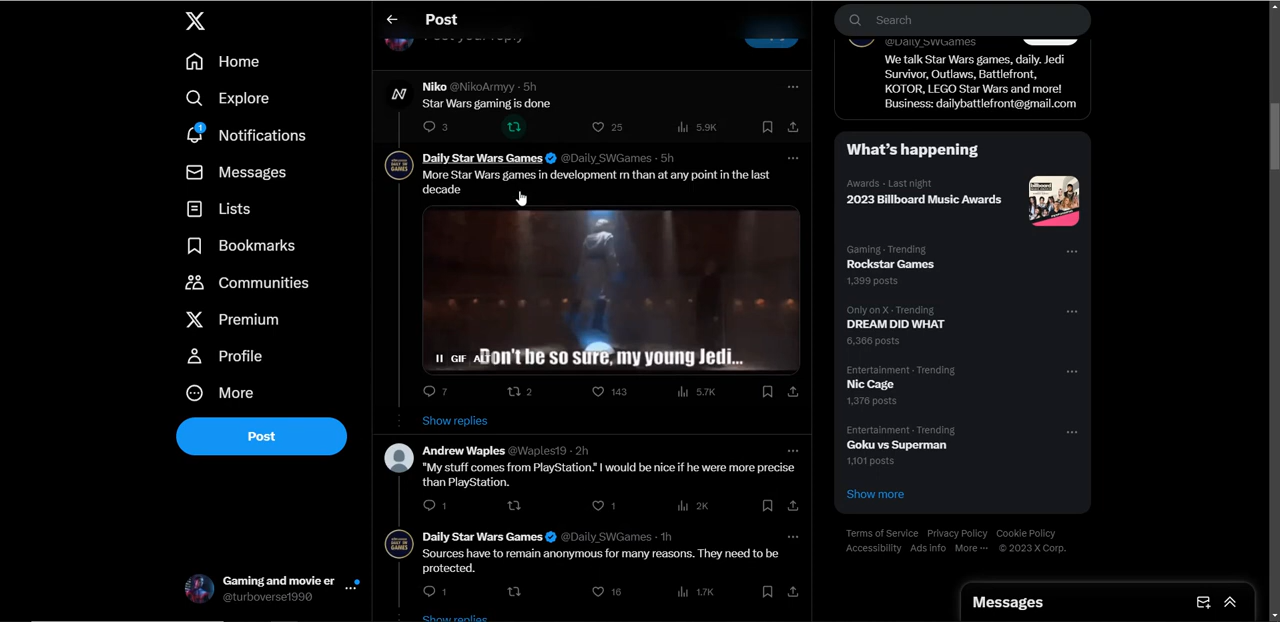 Home
Explore
1
Notifications
Messages
Lists
Bookmarks
Communities
Premium
Profile
More
Post
Gaming and movie er
@turboverse1990
Post
Niko @NikoArmyy · 5h
Star Wars gaming is done
3 25 5.9K
Daily Star Wars Games @Daily_SWGames · 5h
More Star Wars games in development rn than at any point in the last
decade
GIF
Don't be so sure, my young Jedi...
7 2 143 5.7K
Show replies
Andrew Waples @Waples19 · 2h
"My stuff comes from PlayStation." I would be nice if he were more precise
than PlayStation.
1 1 2K
Daily Star Wars Games @Daily_SWGames · 1h
Sources have to remain anonymous for many reasons. They need to be
protected.
1 16 1.7K
Show replies
Search
@Daily_SWGames
We talk Star Wars games, daily. Jedi
Survivor, Outlaws, Battlefront,
KOTOR, LEGO Star Wars and more!
Business: dailybattlefront@gmail.com
What's happening
Awards · Last night
2023 Billboard Music Awards
Gaming · Trending
Rockstar Games
1,399 posts
Only on X · Trending
DREAM DID WHAT
6,366 posts
Entertainment · Trending
Nic Cage
1,376 posts
Entertainment · Trending
Goku vs Superman
1,101 posts
Show more
Terms of Service Privacy Policy Cookie Policy
Accessibility Ads info More ··· © 2023 X Corp.
Messages